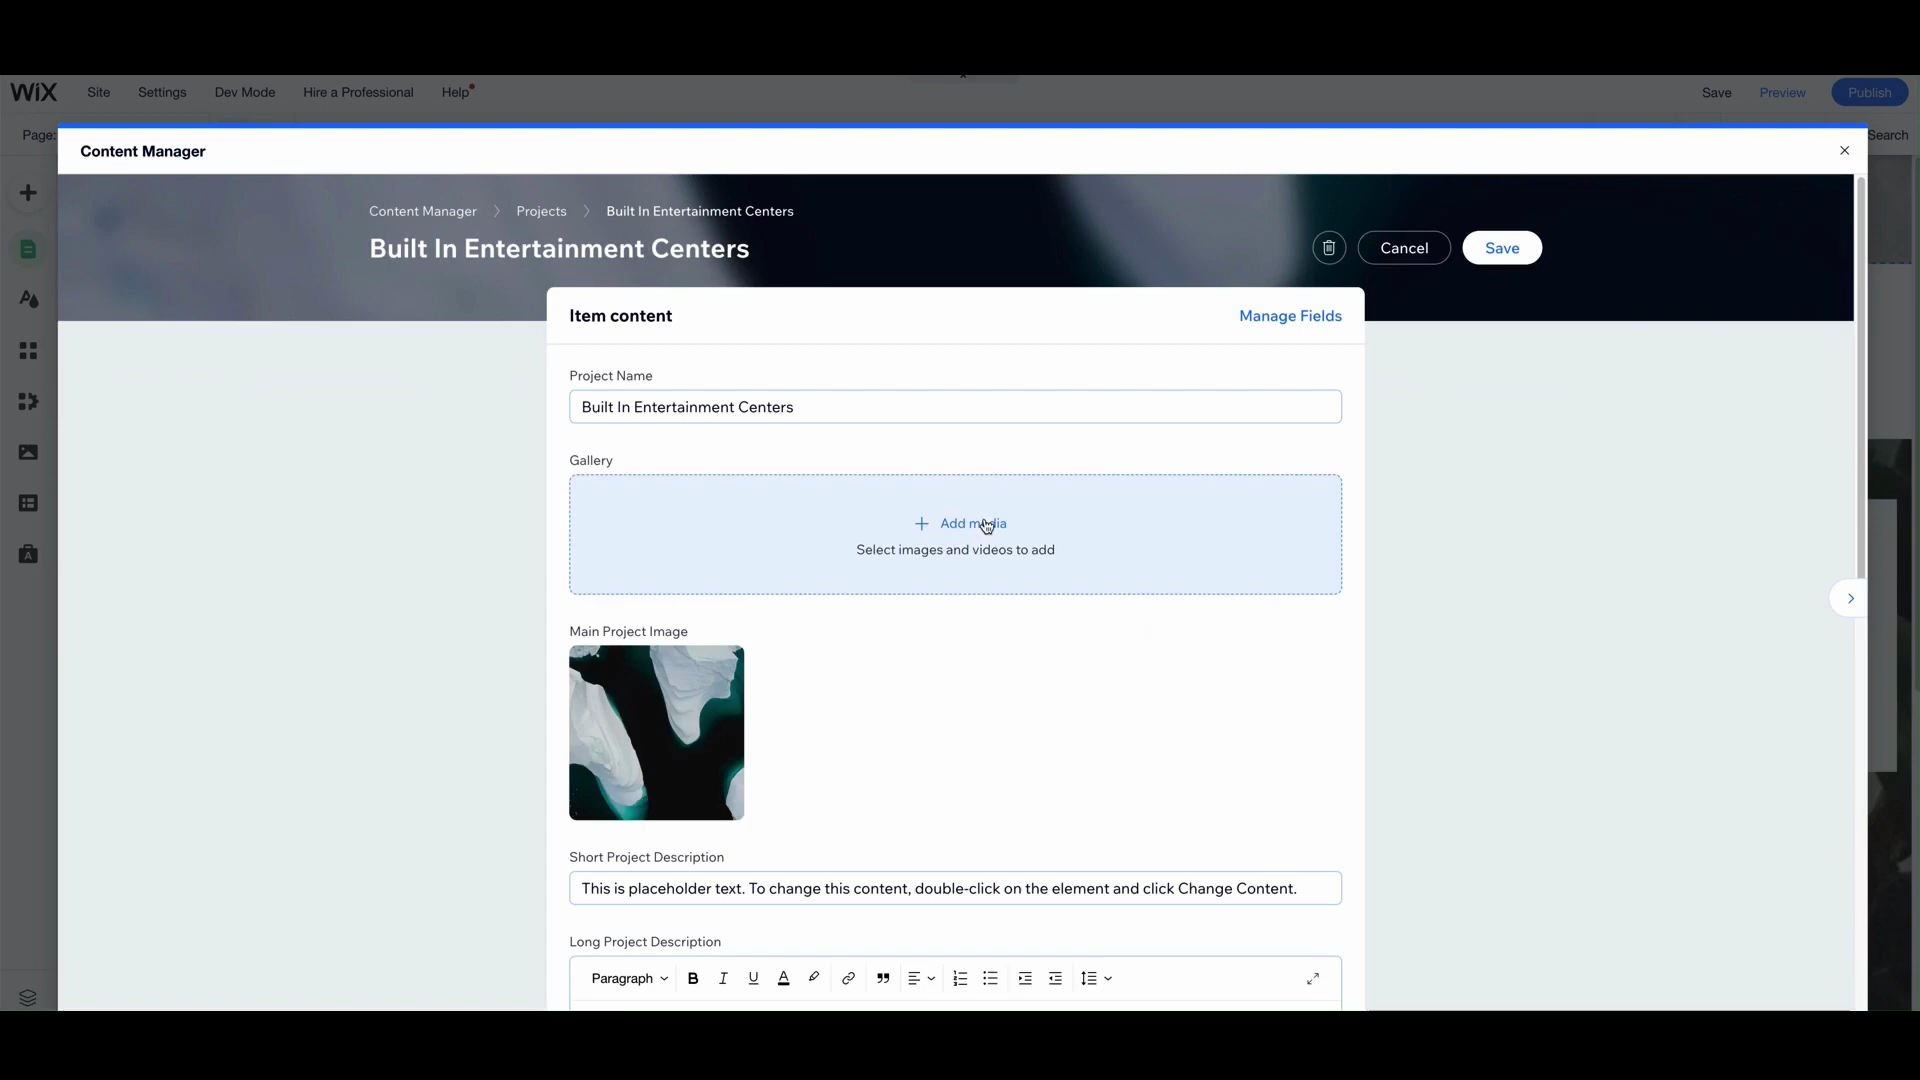 WiX Site Settings Dev Mode Hire a Professional Help Save Preview Publish
Page: Search
Content Manager
Content Manager Projects Built In Entertainment Centers
Built In Entertainment Centers
Cancel Save
Item content Manage Fields
Project Name
Built In Entertainment Centers
Gallery
Add media
Select images and videos to add
Main Project Image
Short Project Description
This is placeholder text. To change this content, double-click on the element and click Change Content.
Long Project Description
Paragraph B I U A